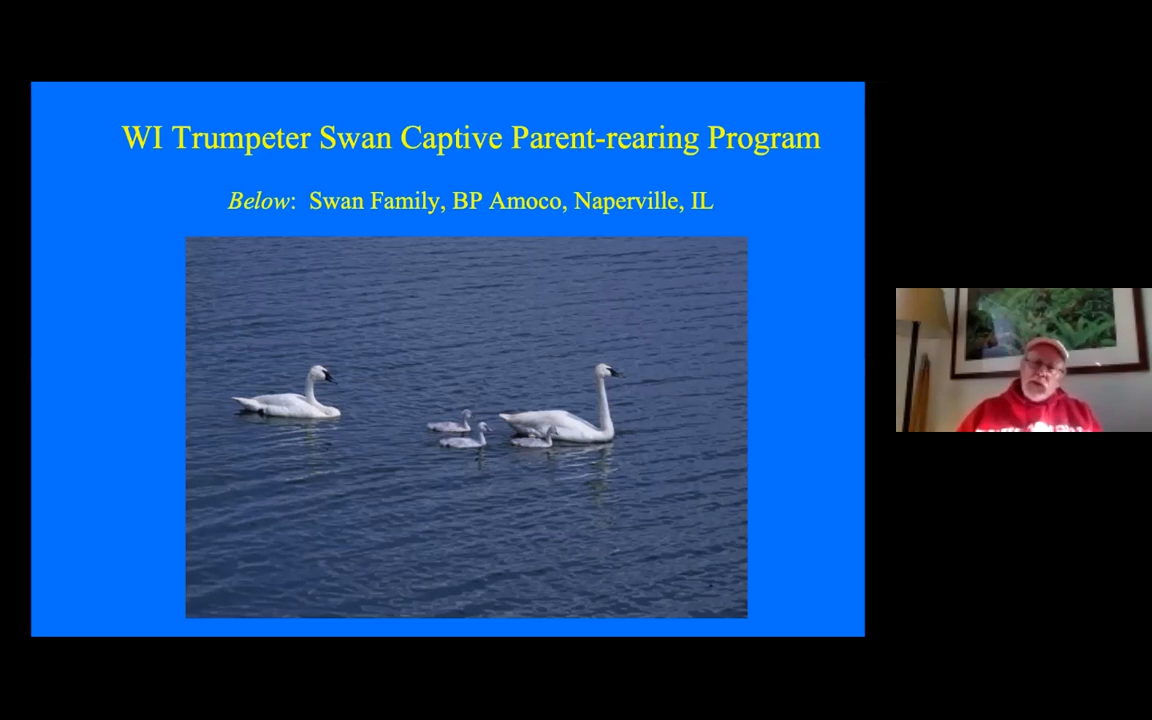 WI Trumpeter Swan Captive Parent-rearing Program
Below:  Swan Family, BP Amoco, Naperville, IL